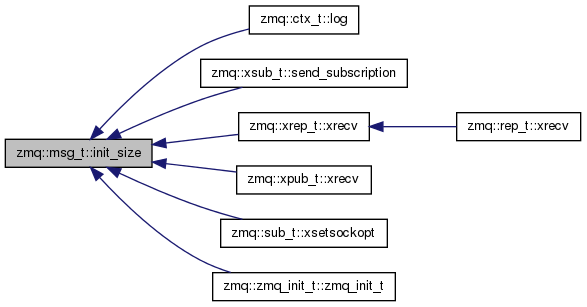 zmq::ctx_t::log
zmq::xsub_t::send_subscription
zmq::xrep_t::xrecv
zmq::rep_t::xrecv
zmq::msg_t::init_size
zmq::xpub_t::xrecv
zmq::sub_t::xsetsockopt
zmq::zmq_init_t::zmq_init_t